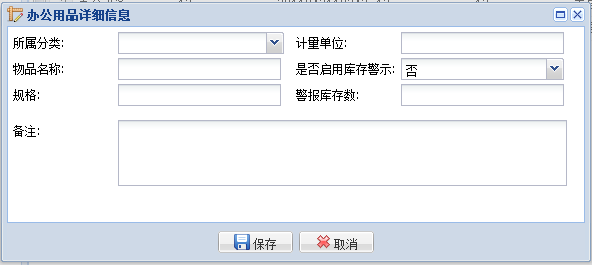 办公用品详细信息
所属分类: 计量单位:
物品名称: 是否启用库存警示: 否
规格: 警报库存数:
备注:
保存 取消